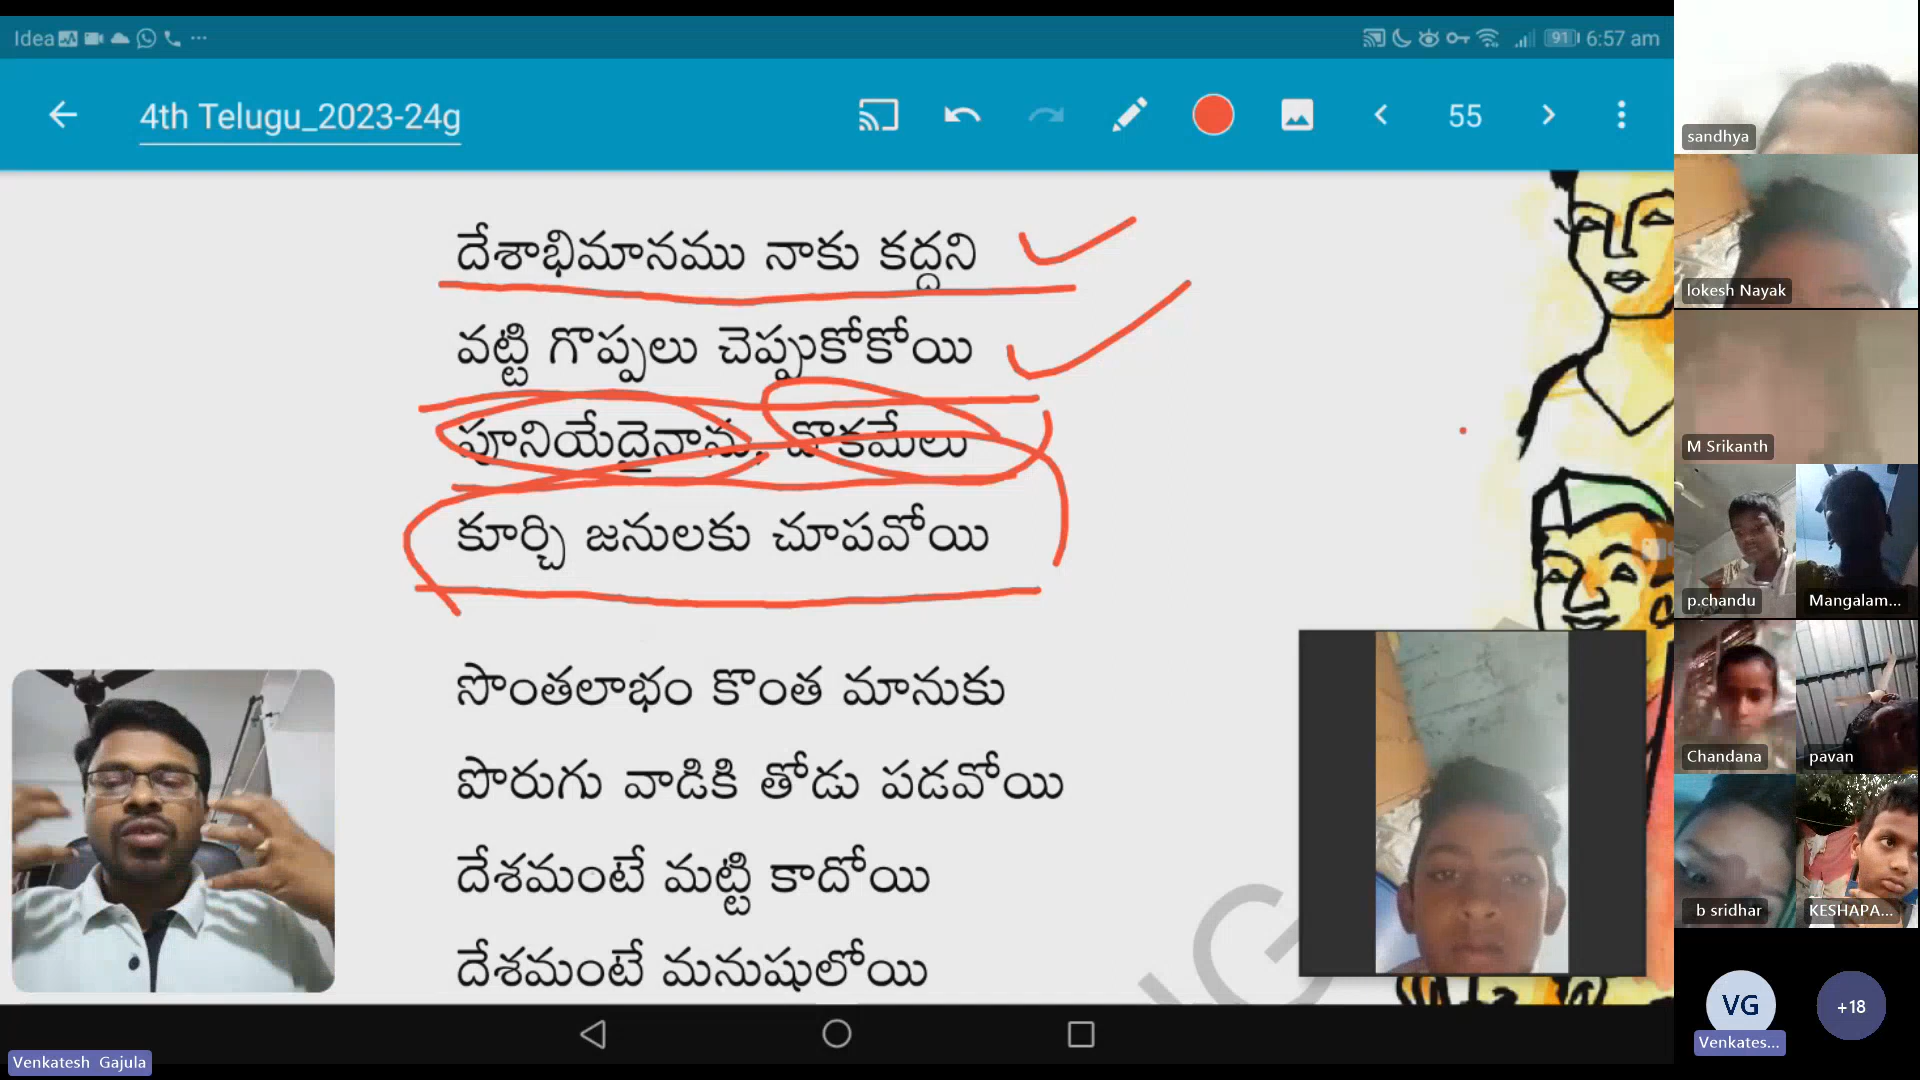 Idea
91 6:57 am
4th Telugu_2023-24g
55
దేశాభిమానము నాకు కద్దని
వట్టి గొప్పలు చెప్పుకోకోయి
పూనియేదైనాను, వొకమేలు
కూర్చి జనులకు చూపవోయి
సొంతలాభం కొంత మానుకు
పొరుగు వాడికి తోడు పడవోయి
దేశమంటే మట్టి కాదోయి
దేశమంటే మనుషులోయి
Venkatesh Gajula
sandhya
lokesh Nayak
M Srikanth
p.chandu
Mangalam...
Chandana
pavan
b sridhar
KESHAPA...
VG
+18
Venkates...